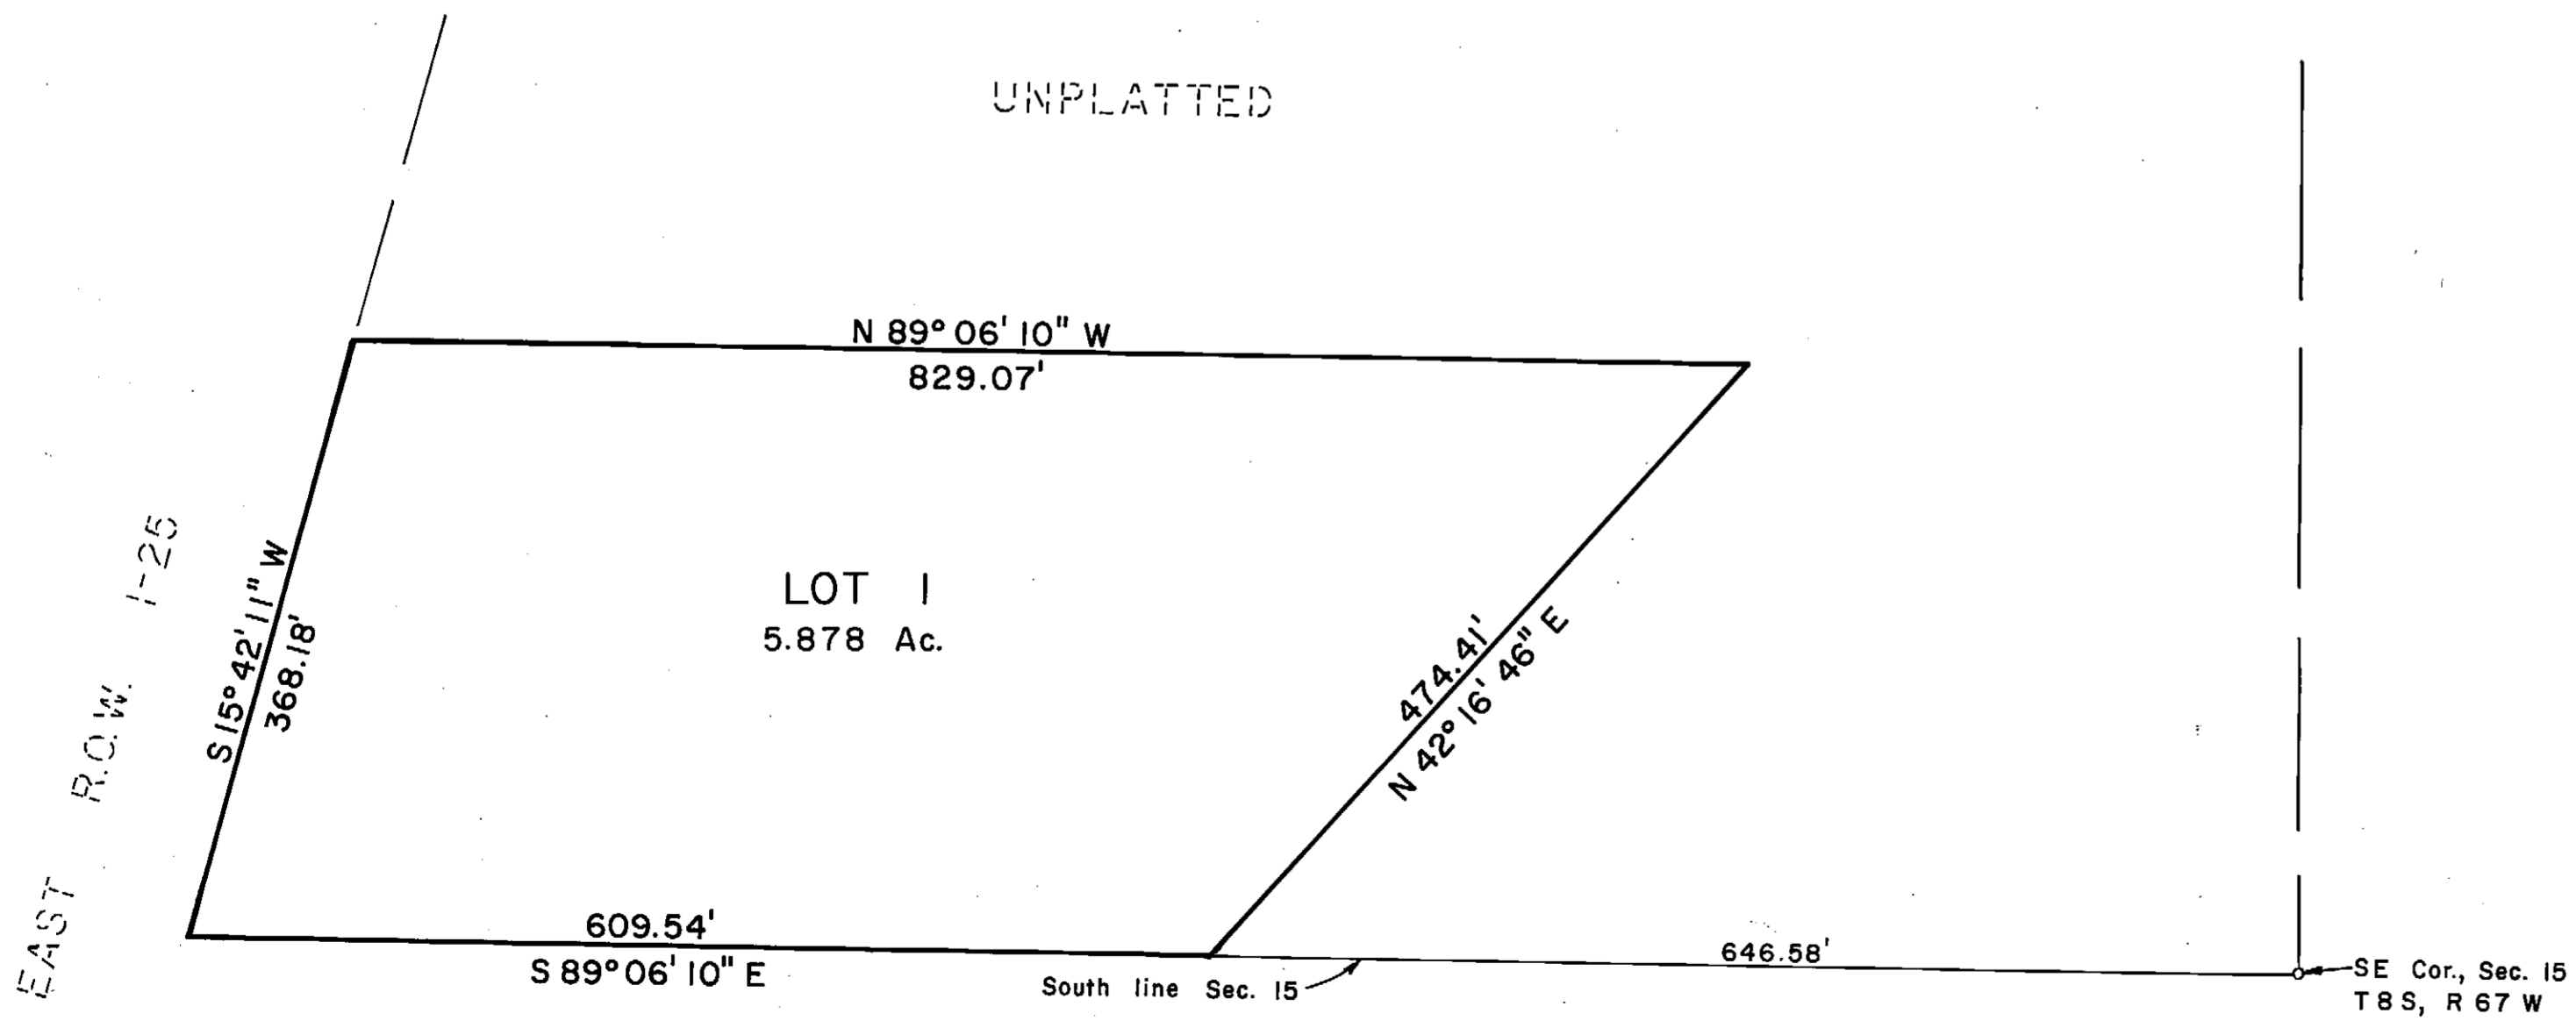 UNPLATTED
N 89° 06' 10" W
829.07'
S 15° 42' 11" W
368.18'
EAST R.O.W. I-25
LOT 1
5.878 Ac.
474.41'
N 42° 16' 46" E
609.54'
S 89° 06' 10" E
South line Sec. 15
646.58'
SE Cor., Sec. 15
T 8 S, R 67 W